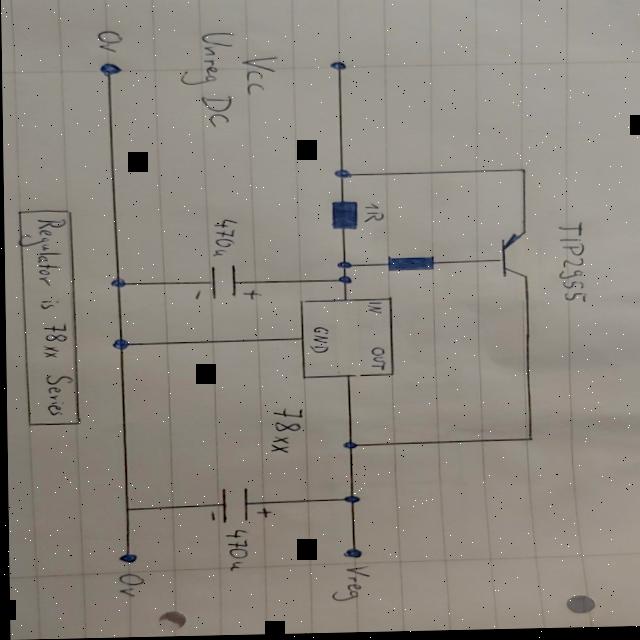 TIP2955
1R
Vcc
Unreg DC
0v
IN
OUT
GND
78xx
470u
+
-
470u
+
-
Vreg
0v
Regulator is 78xx Series